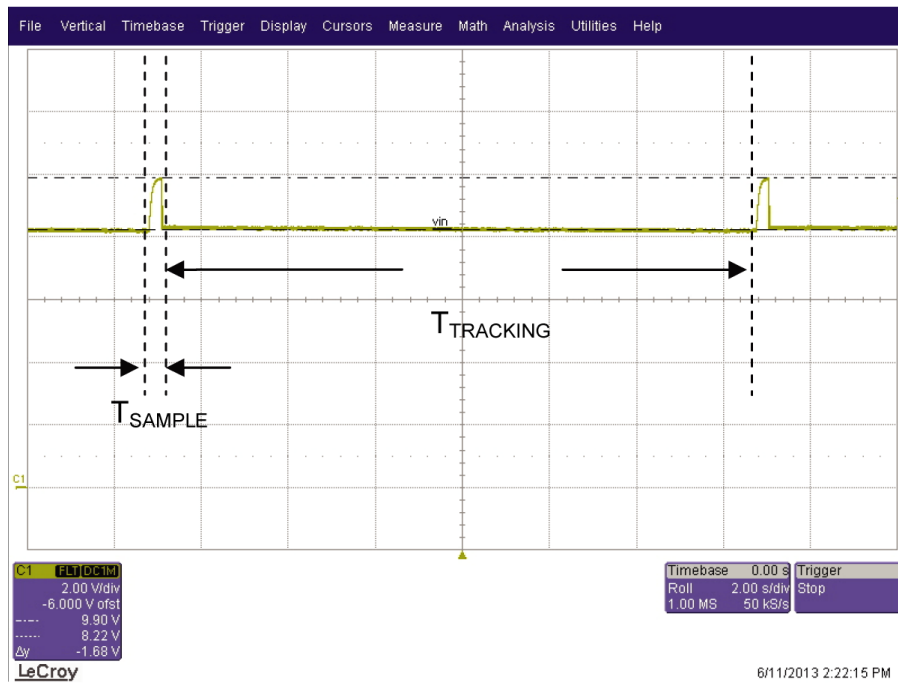 File Vertical Timebase Trigger Display Cursors Measure Math Analysis Utilities Help
vin
T TRACKING
T SAMPLE
C1
C1 FLT DC1M
2.00 V/div
-6.000 V ofst
9.90 V
8.22 V
Δy -1.68 V
Timebase 0.00 s
Roll 2.00 s/div
1.00 MS 50 kS/s
Trigger
Stop
LeCroy
6/11/2013 2:22:15 PM